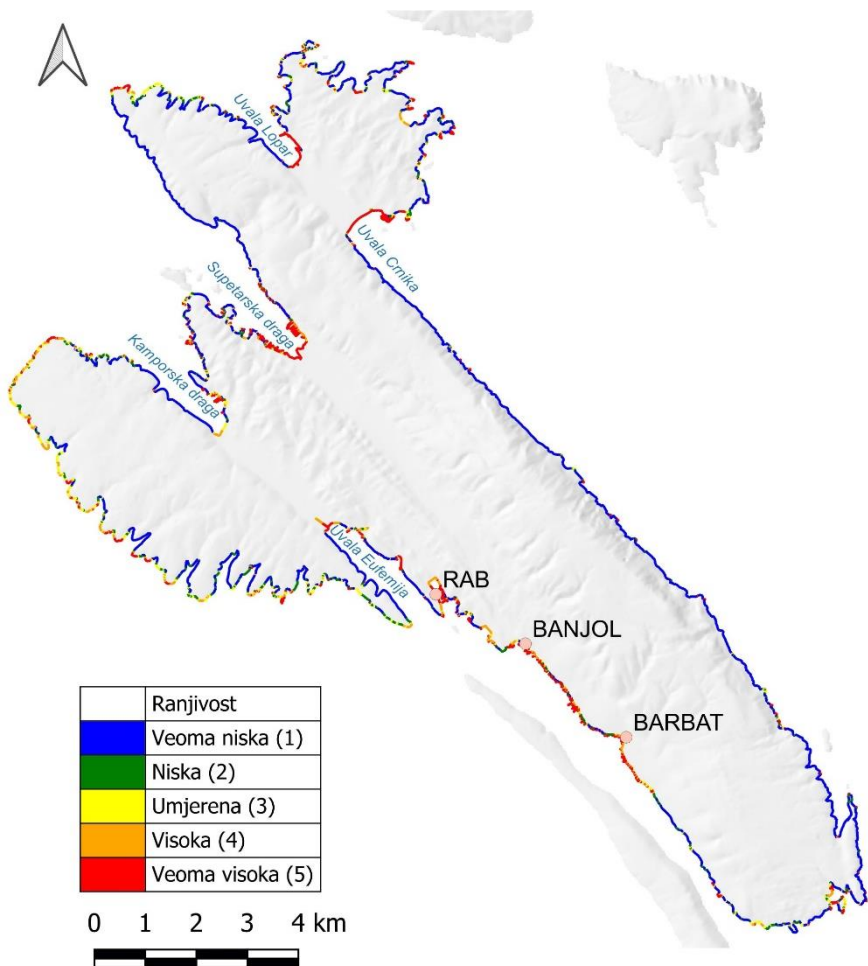 Uvala Lopar
Uvala Crnika
Supetarska draga
Kamporska draga
Uvala Eufemija
RAB
BANJOL
BARBAT
Ranjivost
Veoma niska (1)
Niska (2)
Umjerena (3)
Visoka (4)
Veoma visoka (5)
0 1 2 3 4 km